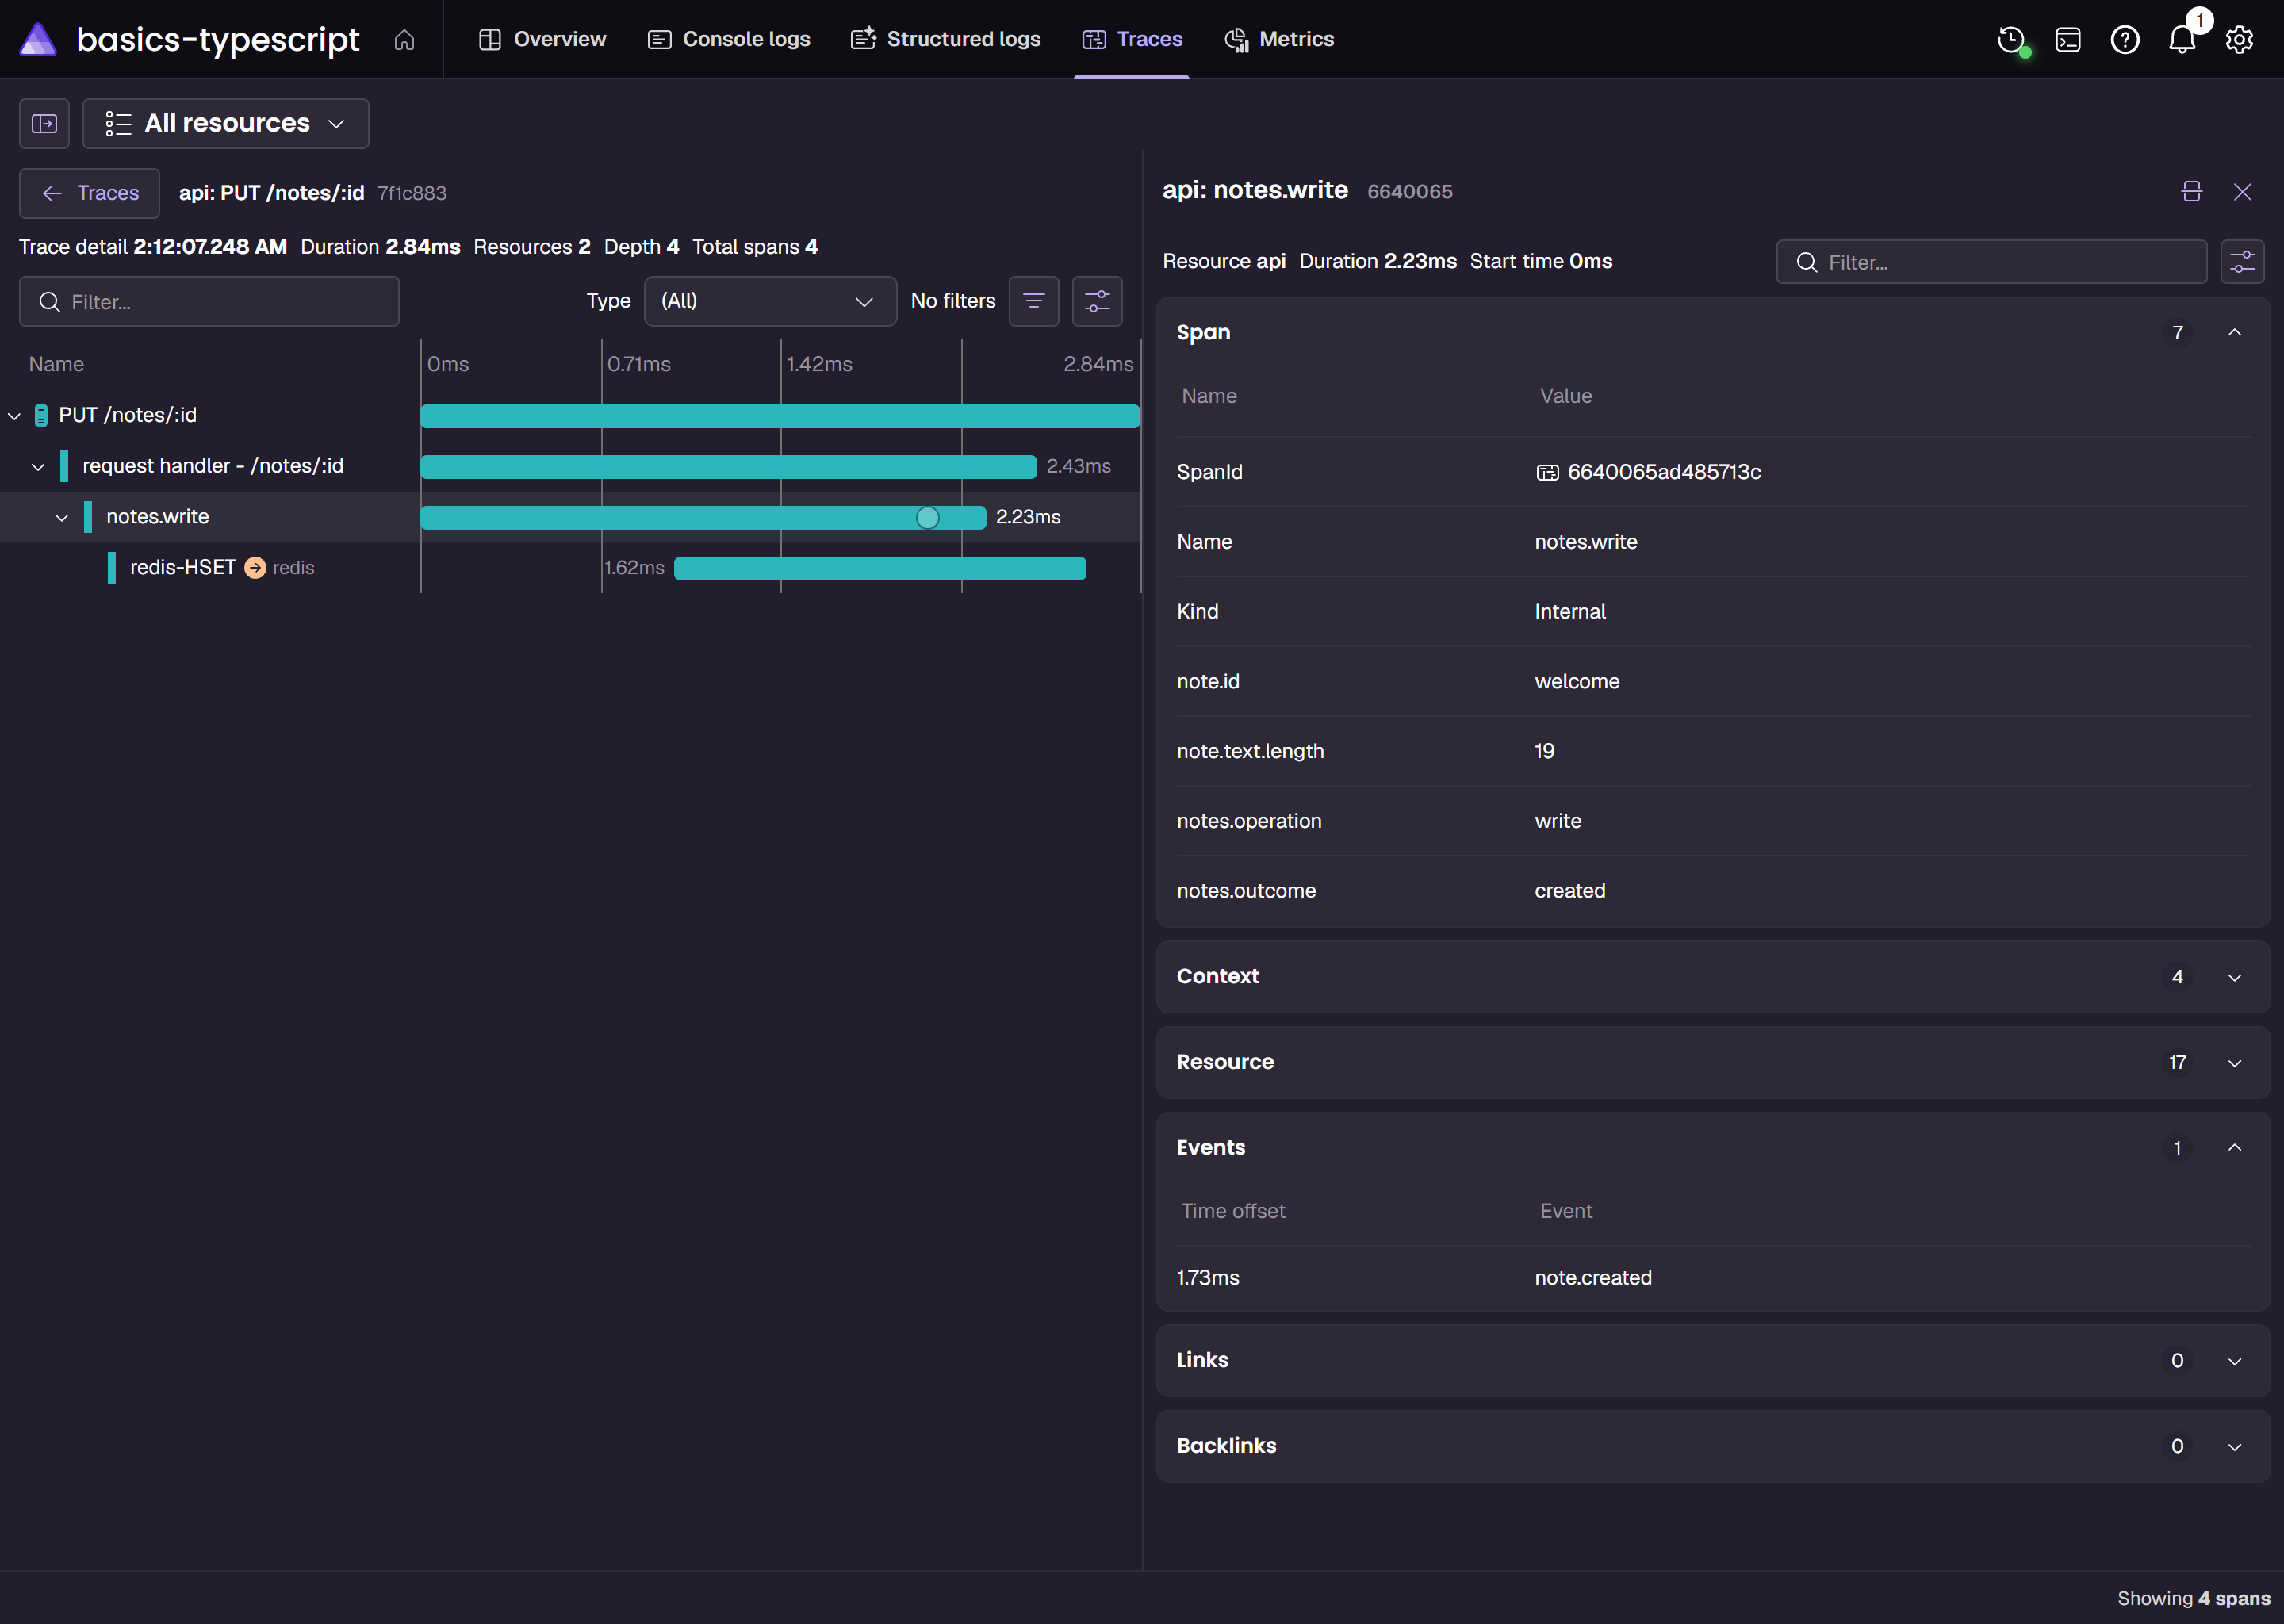 basics-typescript
Overview
Console logs
Structured logs
Traces
Metrics
1
All resources
Traces
api: PUT /notes/:id 7f1c883
Trace detail 2:12:07.248 AM Duration 2.84ms Resources 2 Depth 4 Total spans 4
Filter...
Type
(All)
No filters
Name
0ms
0.71ms
1.42ms
2.84ms
PUT /notes/:id
request handler - /notes/:id
2.43ms
notes.write
2.23ms
redis-HSET
redis
1.62ms
api: notes.write 6640065
Resource api Duration 2.23ms Start time 0ms
Filter...
Span
7
Name
Value
SpanId
6640065ad485713c
Name
notes.write
Kind
Internal
note.id
welcome
note.text.length
19
notes.operation
write
notes.outcome
created
Context
4
Resource
17
Events
1
Time offset
Event
1.73ms
note.created
Links
0
Backlinks
0
Showing 4 spans